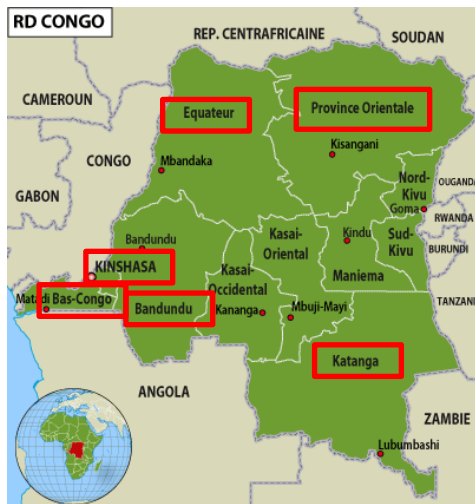 RD CONGO
REP. CENTRAFRICAINE
SOUDAN
CAMEROUN
Equateur
Province Orientale
CONGO
Kisangani
Mbandaka
Nord-
Kivu
OUGANDA
GABON
Goma
RWANDA
Bandundu
Kasai-
Oriental
Kindu
Sud-
Kivu
BURUNDI
KINSHASA
Kasai-
Occidental
Maniema
Matadi
Bas-Congo
Bandundu
Kananga
Mbuji-Mayi
TANZANI
Katanga
ANGOLA
ZAMBIE
Lubumbashi